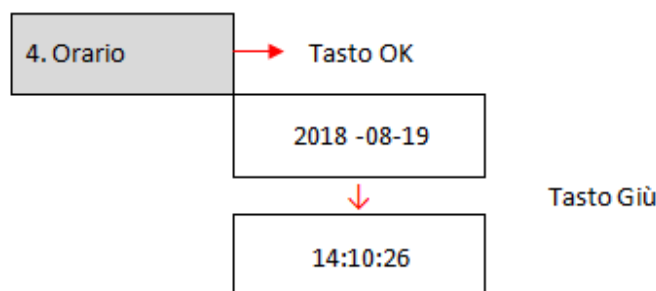 4. Orario
Tasto OK
2018 -08-19
Tasto Giù
14:10:26